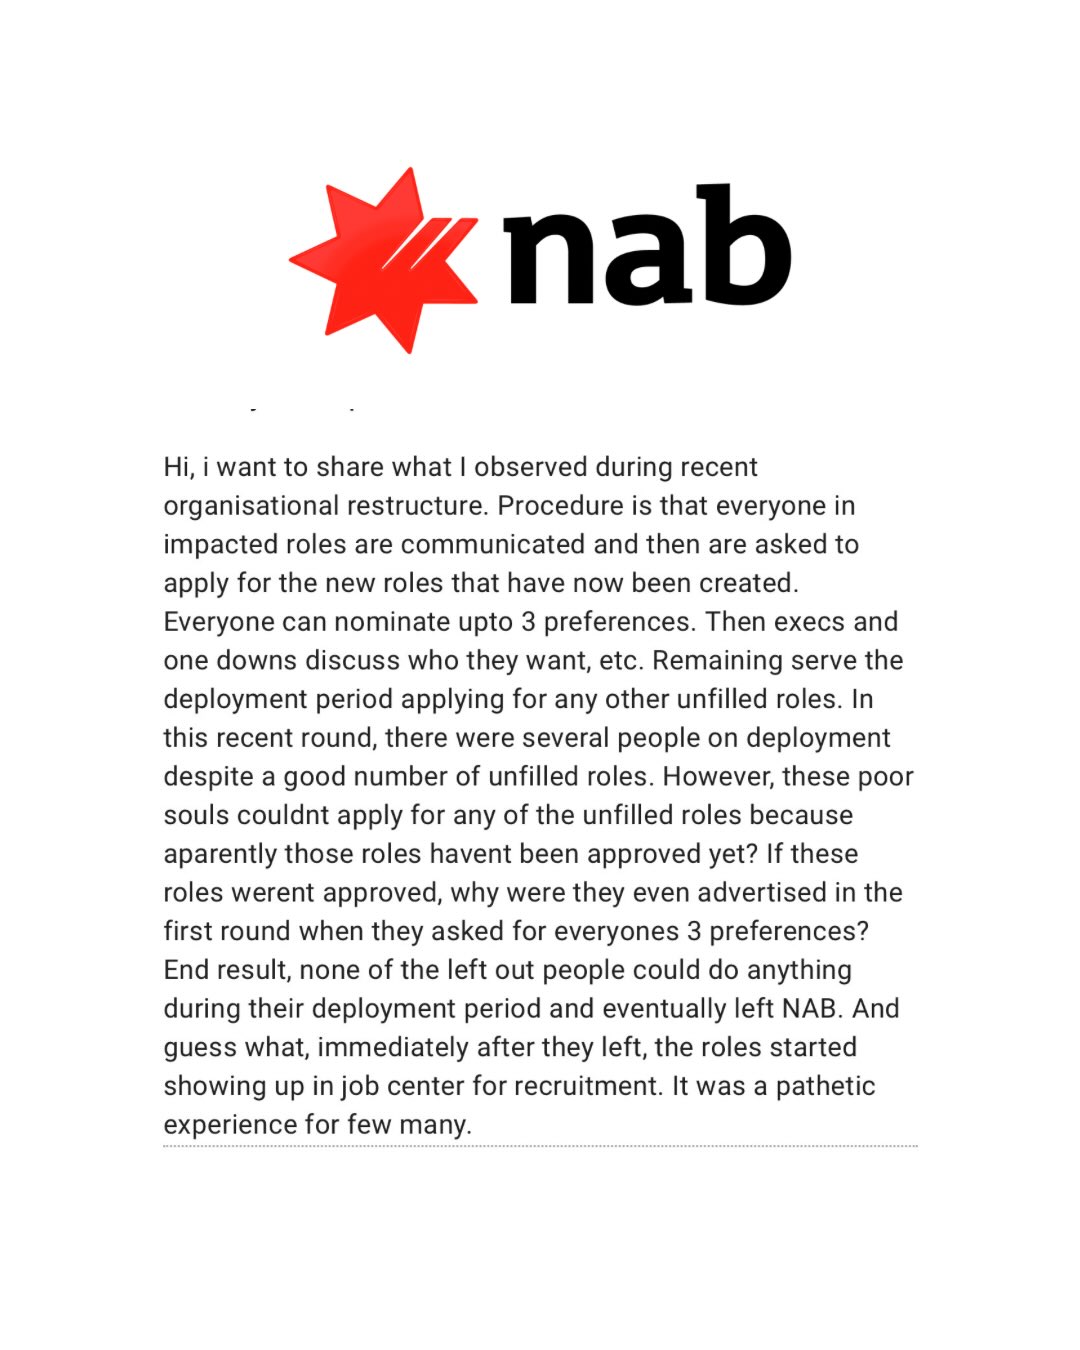 nab
Hi, i want to share what I observed during recent
organisational restructure. Procedure is that everyone in
impacted roles are communicated and then are asked to
apply for the new roles that have now been created.
Everyone can nominate upto 3 preferences. Then execs and
one downs discuss who they want, etc. Remaining serve the
deployment period applying for any other unfilled roles. In
this recent round, there were several people on deployment
despite a good number of unfilled roles. However, these poor
souls couldnt apply for any of the unfilled roles because
aparently those roles havent been approved yet? If these
roles werent approved, why were they even advertised in the
first round when they asked for everyones 3 preferences?
End result, none of the left out people could do anything
during their deployment period and eventually left NAB. And
guess what, immediately after they left, the roles started
showing up in job center for recruitment. It was a pathetic
experience for few many.